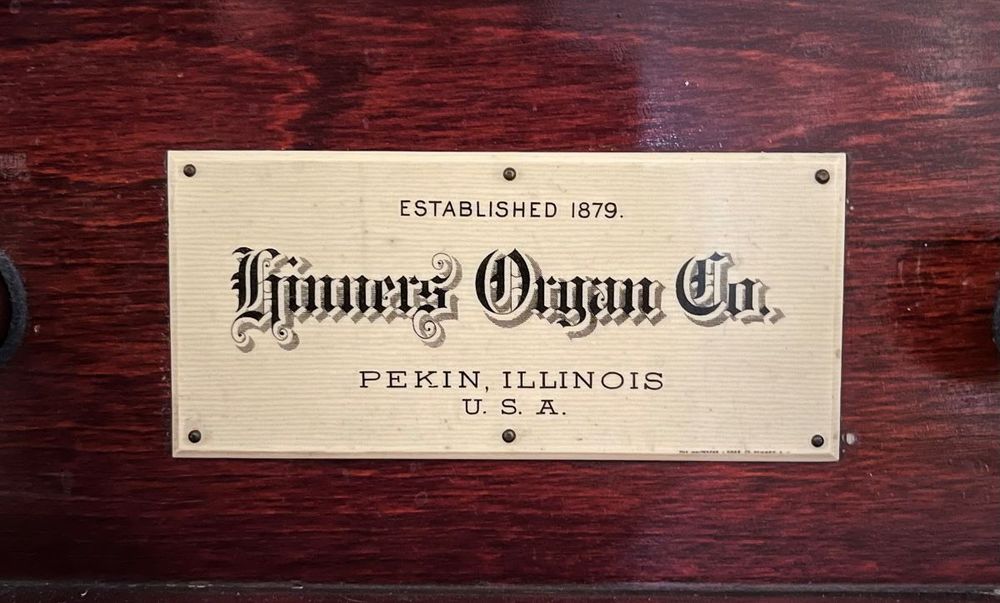 ESTABLISHED 1879.
Hinners Organ Co.
PEKIN, ILLINOIS
U. S. A.